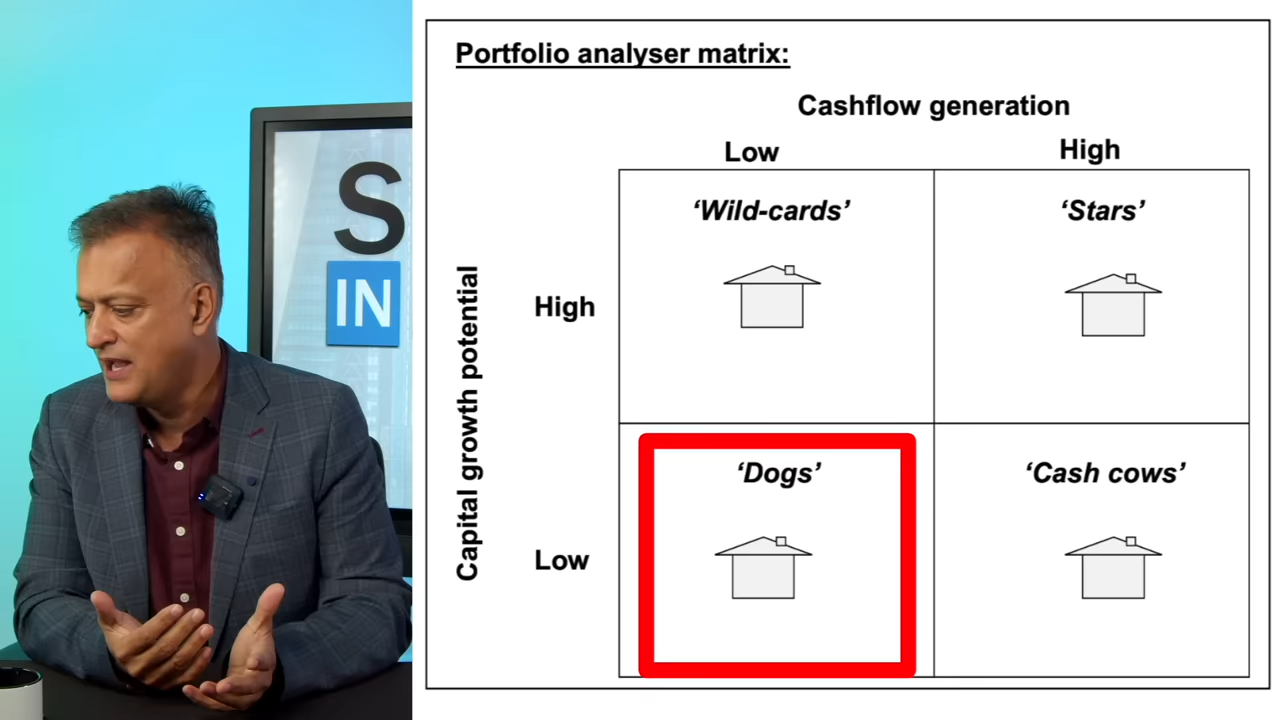 S
IN
Portfolio analyser matrix:
Cashflow generation
Low High
‘Wild-cards’ ‘Stars’
Capital growth potential
High
‘Dogs’ ‘Cash cows’
Low